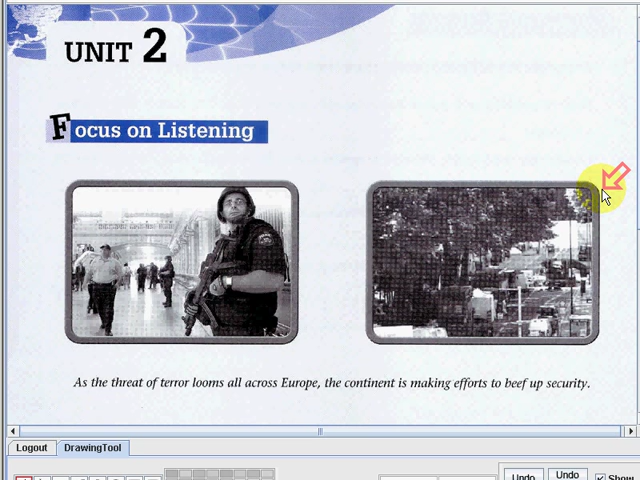 UNIT 2
Focus on Listening
As the threat of terror looms all across Europe, the continent is making efforts to beef up security.
Logout
DrawingTool
Undo
Undo
Show